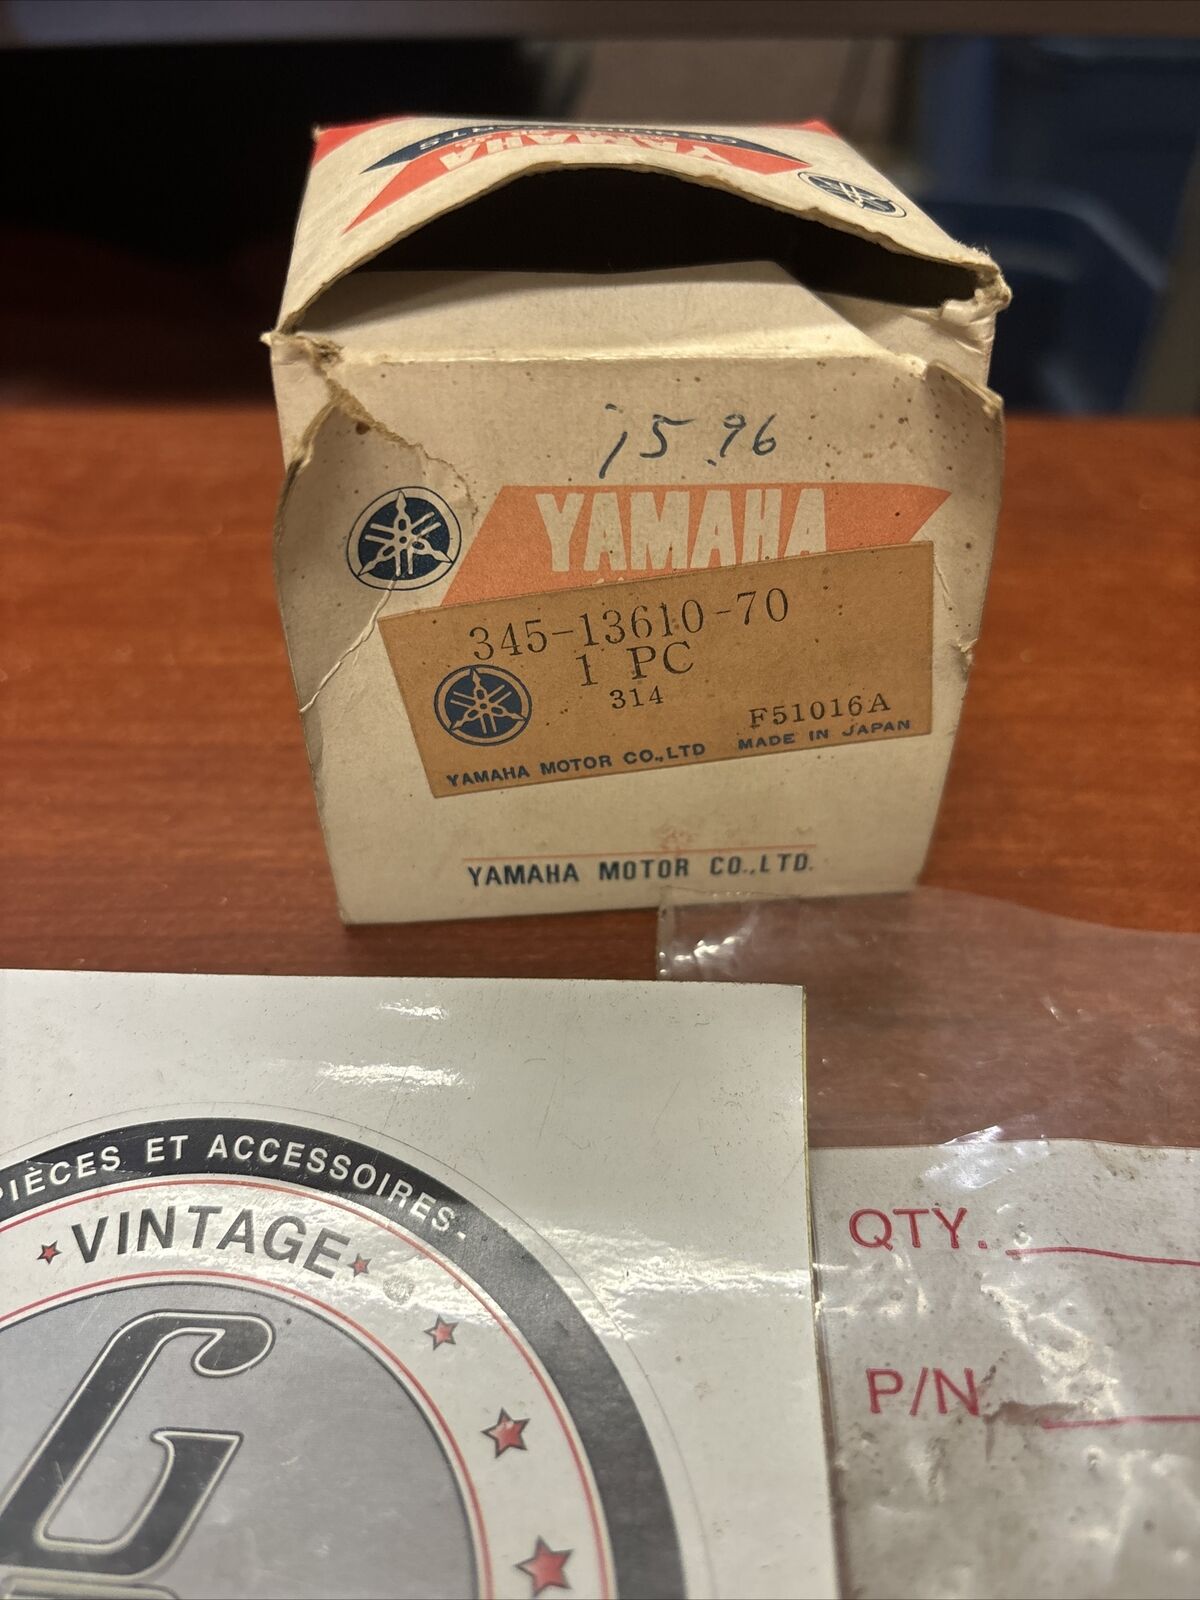 YAMAHA
15.96
YAMAHA
345-13610-70
1 PC
314
F51016A
YAMAHA MOTOR CO.,LTD MADE IN JAPAN
YAMAHA MOTOR CO.,LTD.
PIÈCES ET ACCESSOIRES
VINTAGE
G
QTY.
P/N